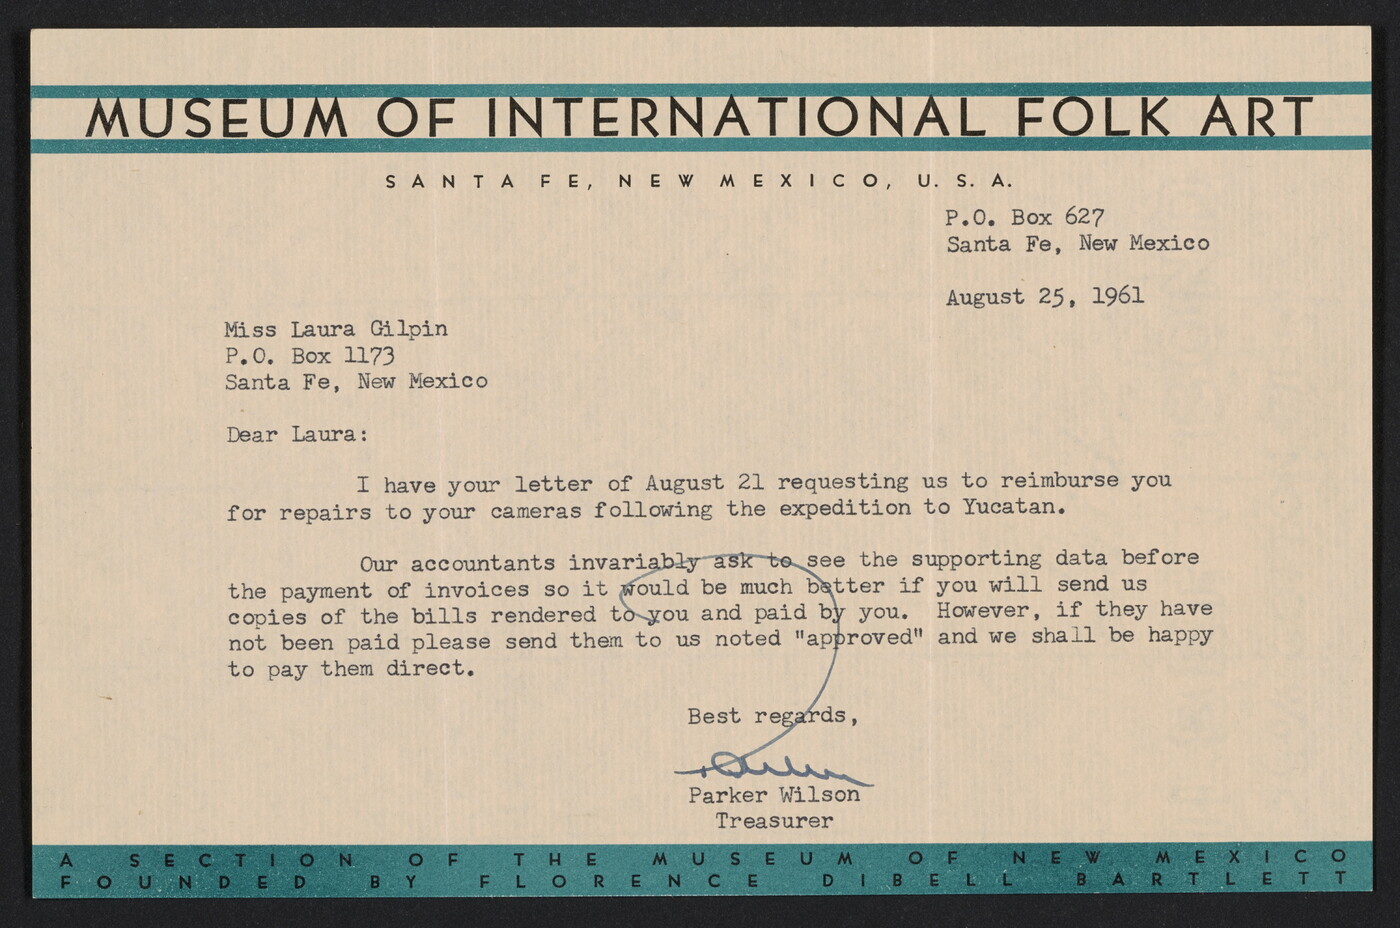 MUSEUM OF INTERNATIONAL FOLK ART
SANTA FE, NEW MEXICO, U. S. A.
P.O. Box 627
Santa Fe, New Mexico
August 25, 1961
Miss Laura Gilpin
P.O. Box 1173
Santa Fe, New Mexico
Dear Laura:
I have your letter of August 21 requesting us to reimburse you
for repairs to your cameras following the expedition to Yucatan.
Our accountants invariably ask to see the supporting data before
the payment of invoices so it would be much better if you will send us
copies of the bills rendered to you and paid by you. However, if they have
not been paid please send them to us noted "approved" and we shall be happy
to pay them direct.
Best regards,
Parker Wilson
Treasurer
A SECTION OF THE MUSEUM OF NEW MEXICO
FOUNDED BY FLORENCE DIBELL BARTLETT